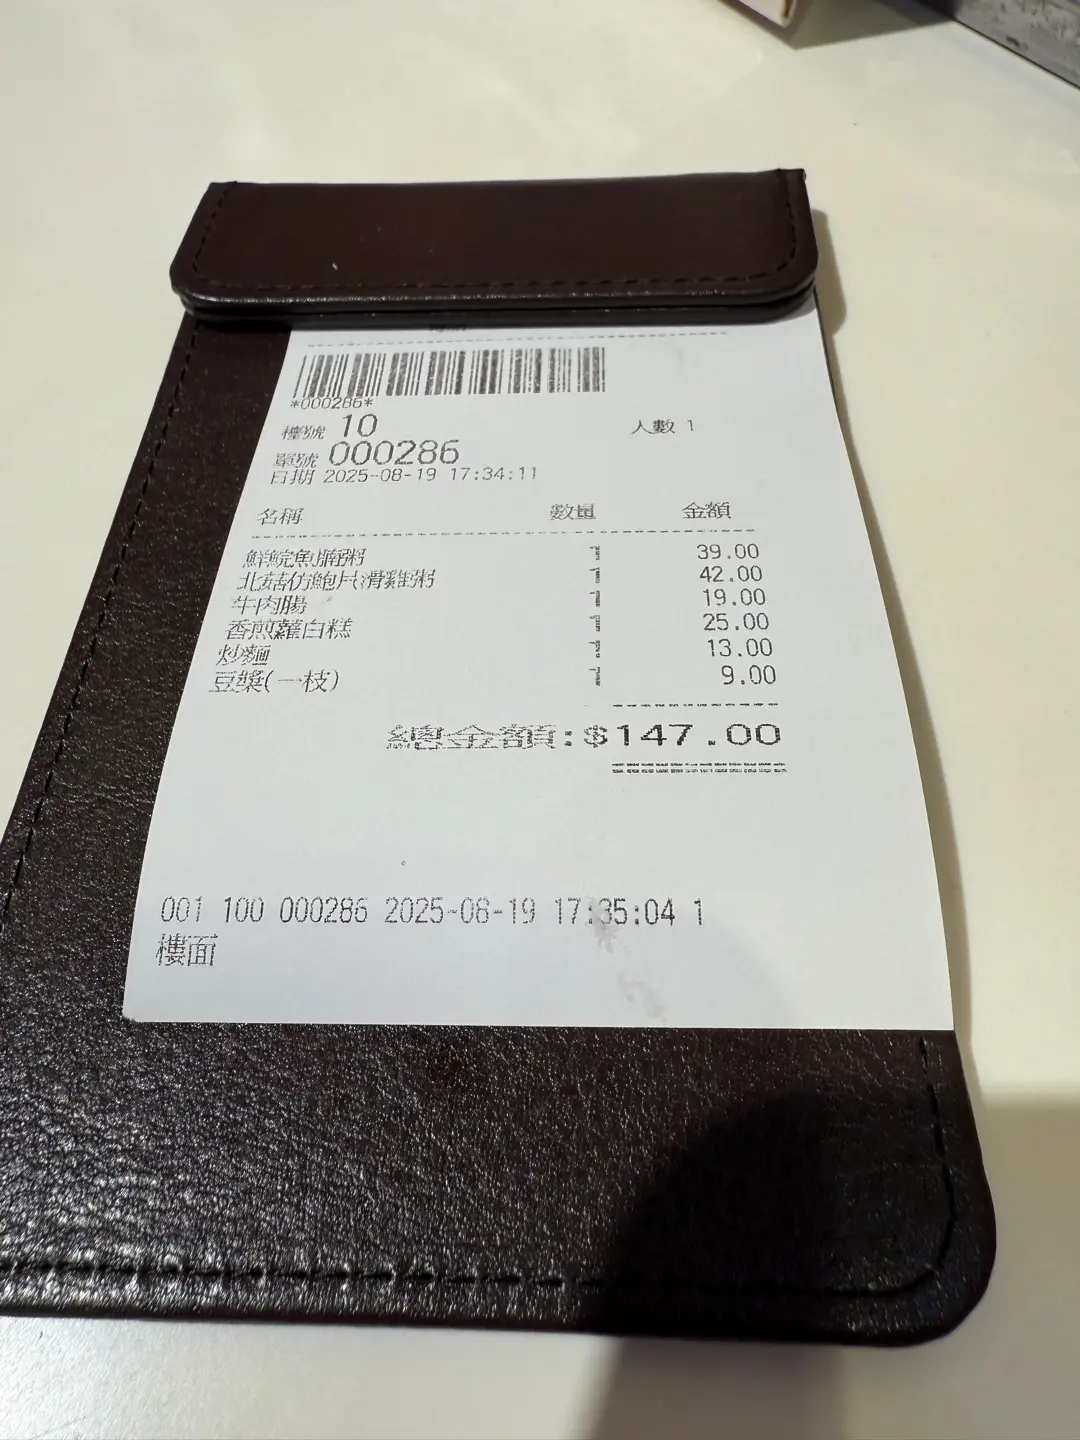 *000286*
檯號 10 人數 1
單號 000286
日期 2025-08-19 17:34:11
名稱 數量 金額
鮮鯇魚腩粥 1 39.00
北菇仿鮑片滑雞粥 1 42.00
牛肉腸 1 19.00
香煎蘿白糕 1 25.00
炒麵 1 13.00
豆漿(一枝) 1 9.00
總金額:$147.00
001 100 000286 2025-08-19 17:35:04 1
樓面